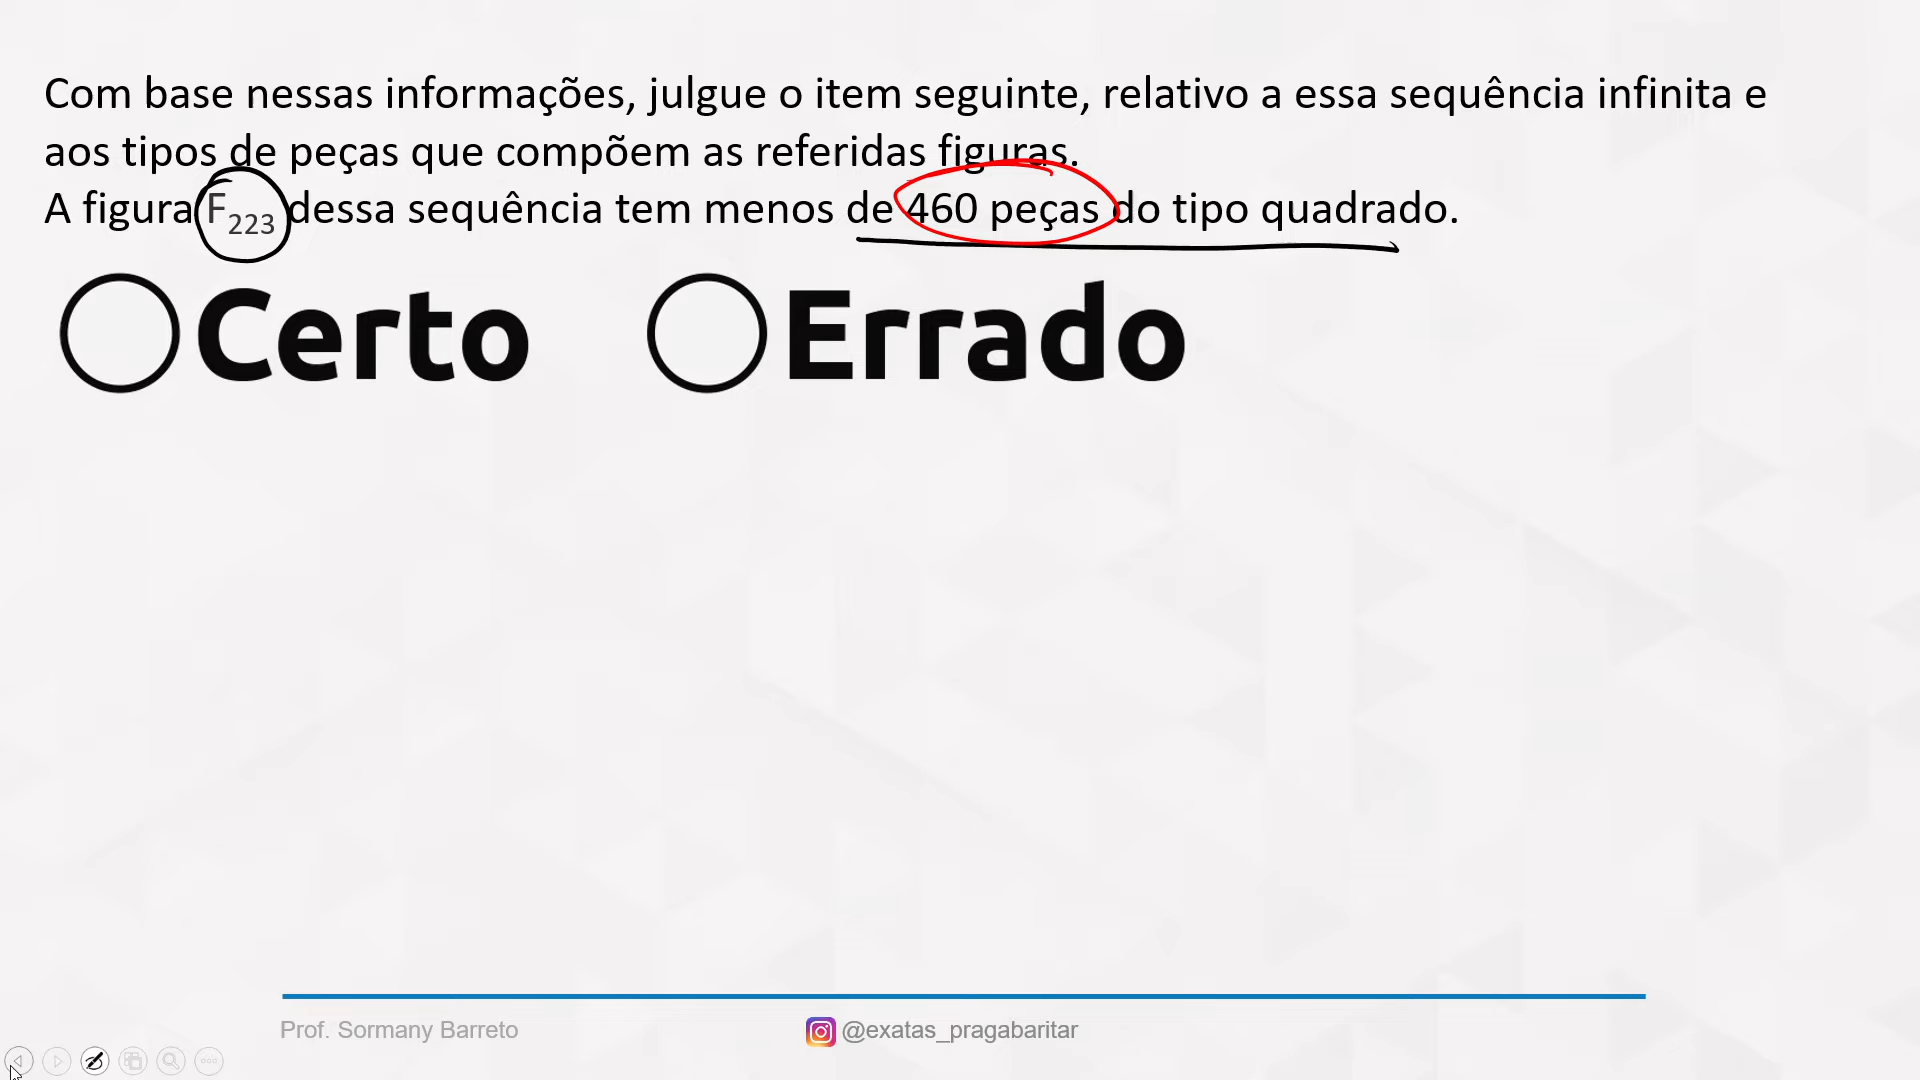 Com base nessas informações, julgue o item seguinte, relativo a essa sequência infinita e
aos tipos de peças que compõem as referidas figuras.
A figura F₂₂₃ dessa sequência tem menos de 460 peças do tipo quadrado.
Certo Errado
Prof. Sormany Barreto @exatas_pragabaritar